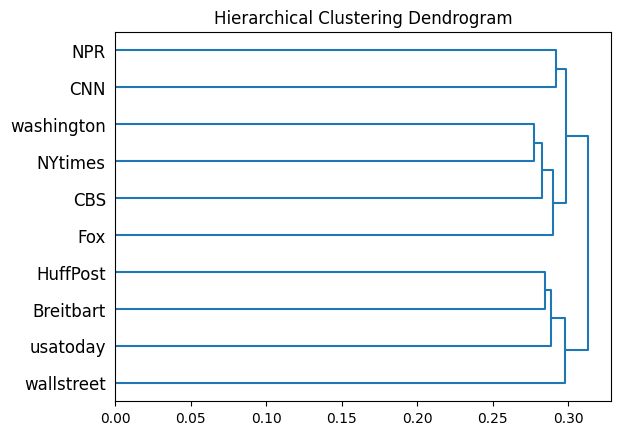 Hierarchical Clustering Dendrogram
NPR
CNN
washington
NYtimes
CBS
Fox
HuffPost
Breitbart
usatoday
wallstreet
0.00 0.05 0.10 0.15 0.20 0.25 0.30